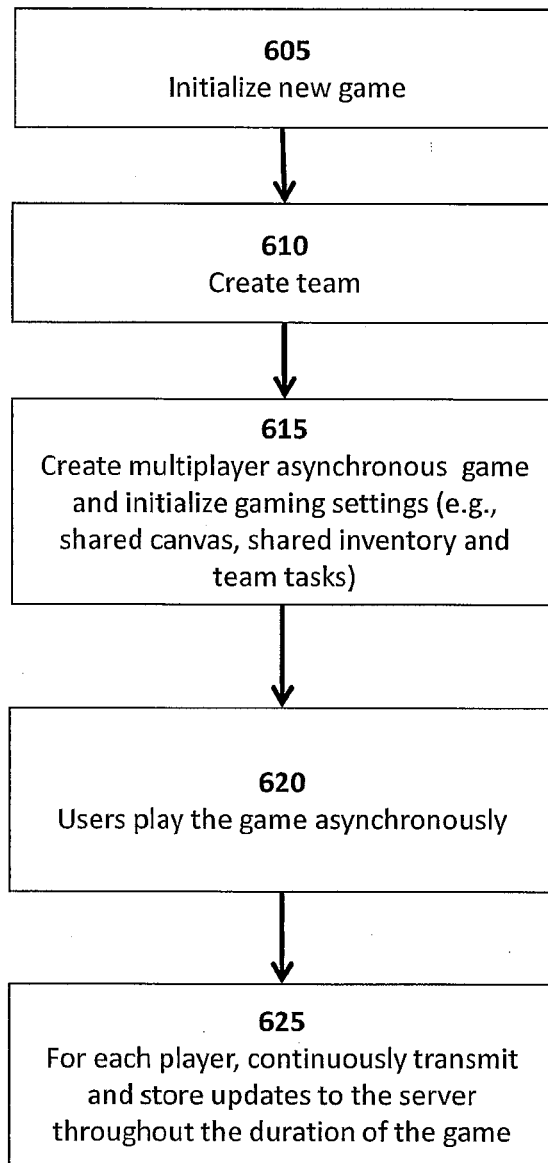 605
Initialize new game
610
Create team
615
Create multiplayer asynchronous game
and initialize gaming settings (e.g.,
shared canvas, shared inventory and
team tasks)
620
Users play the game asynchronously
625
For each player, continuously transmit
and store updates to the server
throughout the duration of the game